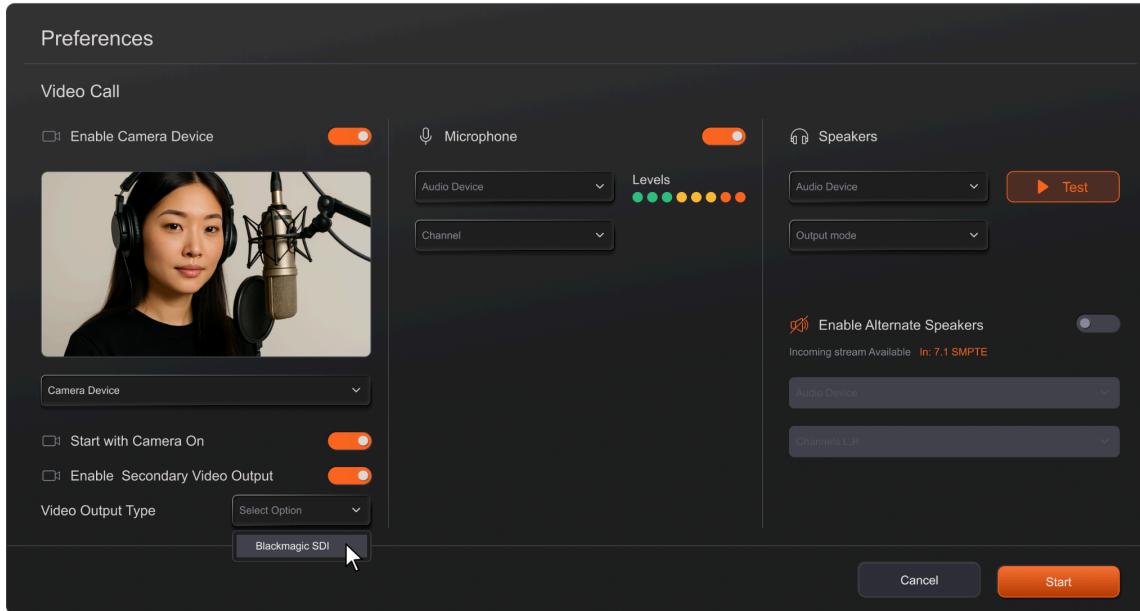 Preferences
Video Call
Enable Camera Device
Camera Device
Start with Camera On
Enable Secondary Video Output
Video Output Type
Select Option
Blackmagic SDI
Microphone
Audio Device
Levels
Channel
Speakers
Audio Device
Test
Output mode
Enable Alternate Speakers
Incoming stream Available In: 7.1 SMPTE
Audio Device
Channels L,R
Cancel
Start